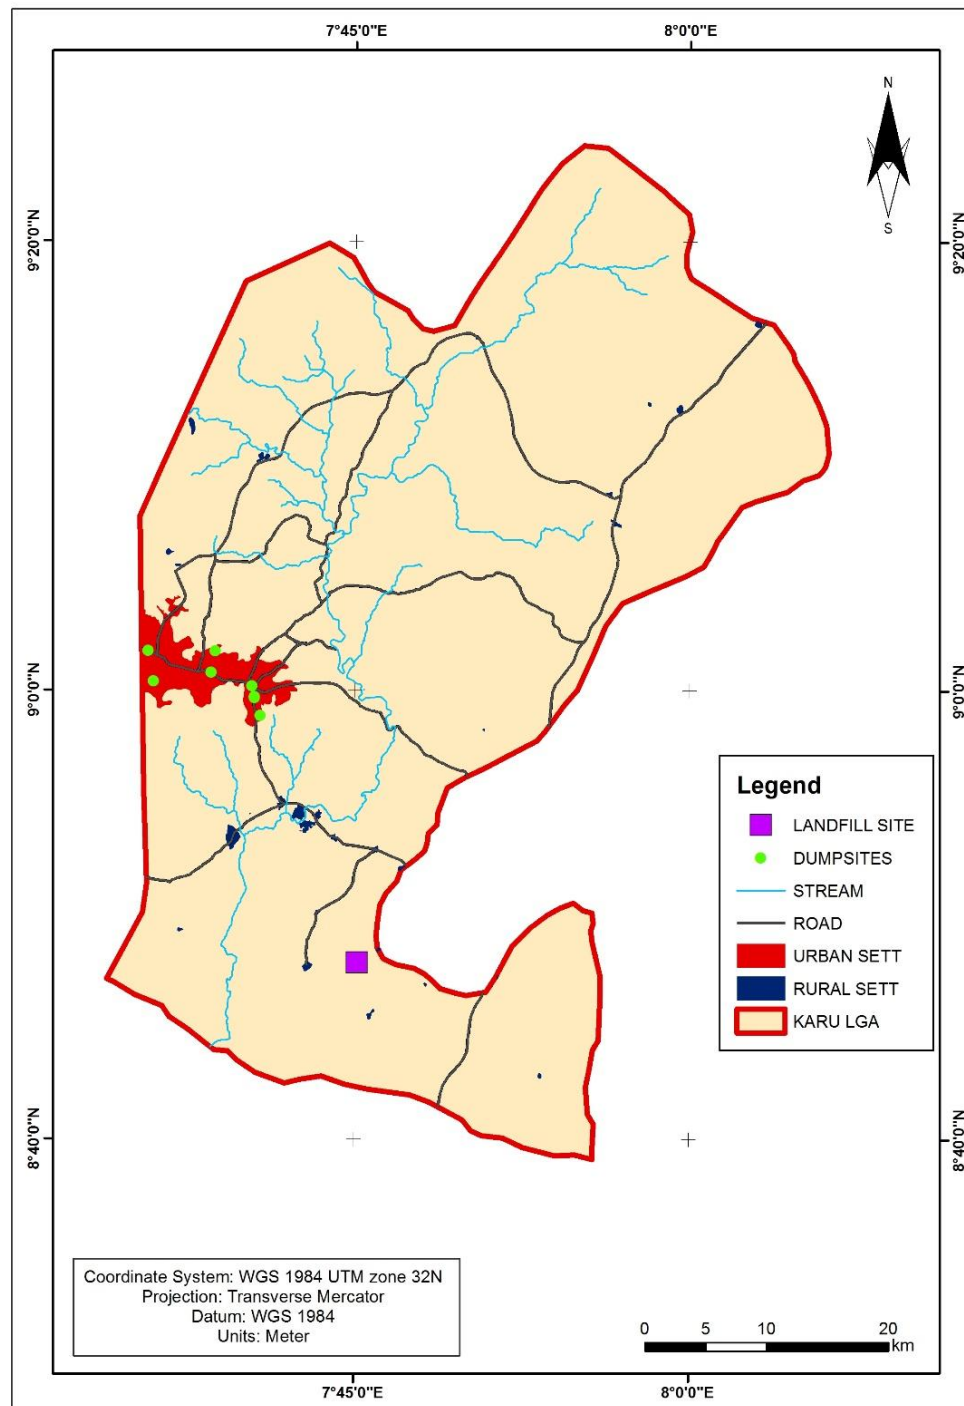 7°45'0"E 8°0'0"E
N
S
9°20'0"N 9°20'0"N
9°0'0"N 9°0'0"N
Legend
LANDFILL SITE
DUMPSITES
STREAM
ROAD
URBAN SETT
RURAL SETT
KARU LGA
8°40'0"N 8°40'0"N
Coordinate System: WGS 1984 UTM zone 32N
Projection: Transverse Mercator
Datum: WGS 1984
Units: Meter
0 5 10 20
km
7°45'0"E 8°0'0"E